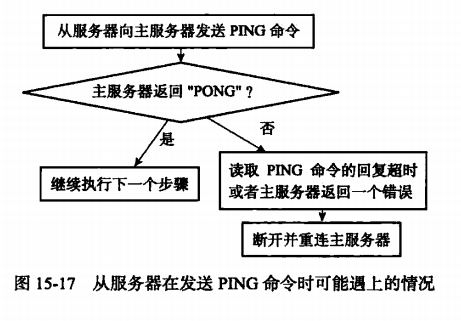 从服务器向主服务器发送 PING 命令
主服务器返回 "PONG" ?
是
否
继续执行下一个步骤
读取 PING 命令的回复超时
或者主服务器返回一个错误
断开并重连主服务器
图 15-17 从服务器在发送 PING 命令时可能遇上的情况